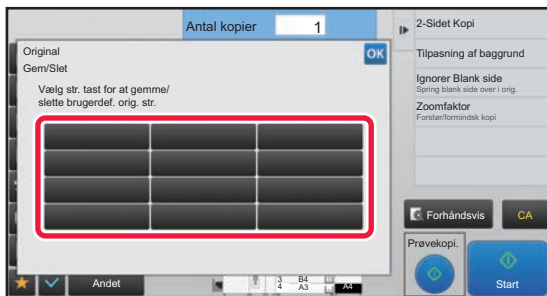 Antal kopier 1
Original
OK
Gem/Slet
Vælg str. tast for at gemme/
slette brugerdef. orig. str.
2-Sidet Kopi
Tilpasning af baggrund
Ignorer Blank side
Spring blank side over i orig.
Zoomfaktor
Forstør/formindsk kopi
Forhåndsvis
CA
Prøvekopi.
Start
Andet
3 B4
4 A3
A4